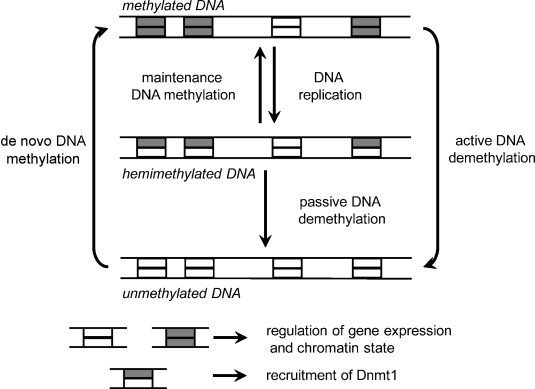 methylated DNA
maintenance
DNA methylation
DNA
replication
de novo DNA
methylation
active DNA
demethylation
hemimethylated DNA
passive DNA
demethylation
unmethylated DNA
regulation of gene expression
and chromatin state
recruitment of Dnmt1